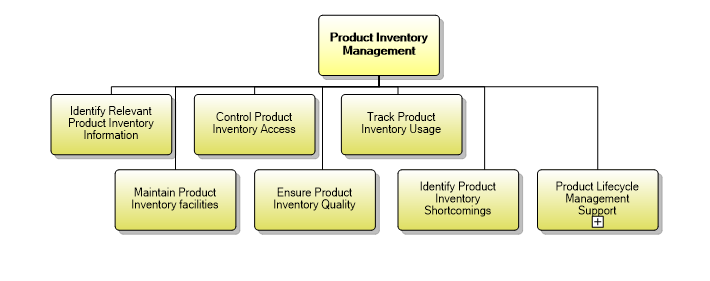 Product Inventory
Management
Identify Relevant
Product Inventory
Information
Control Product
Inventory Access
Track Product
Inventory Usage
Maintain Product
Inventory facilities
Ensure Product
Inventory Quality
Identify Product
Inventory
Shortcomings
Product Lifecycle
Management
Support